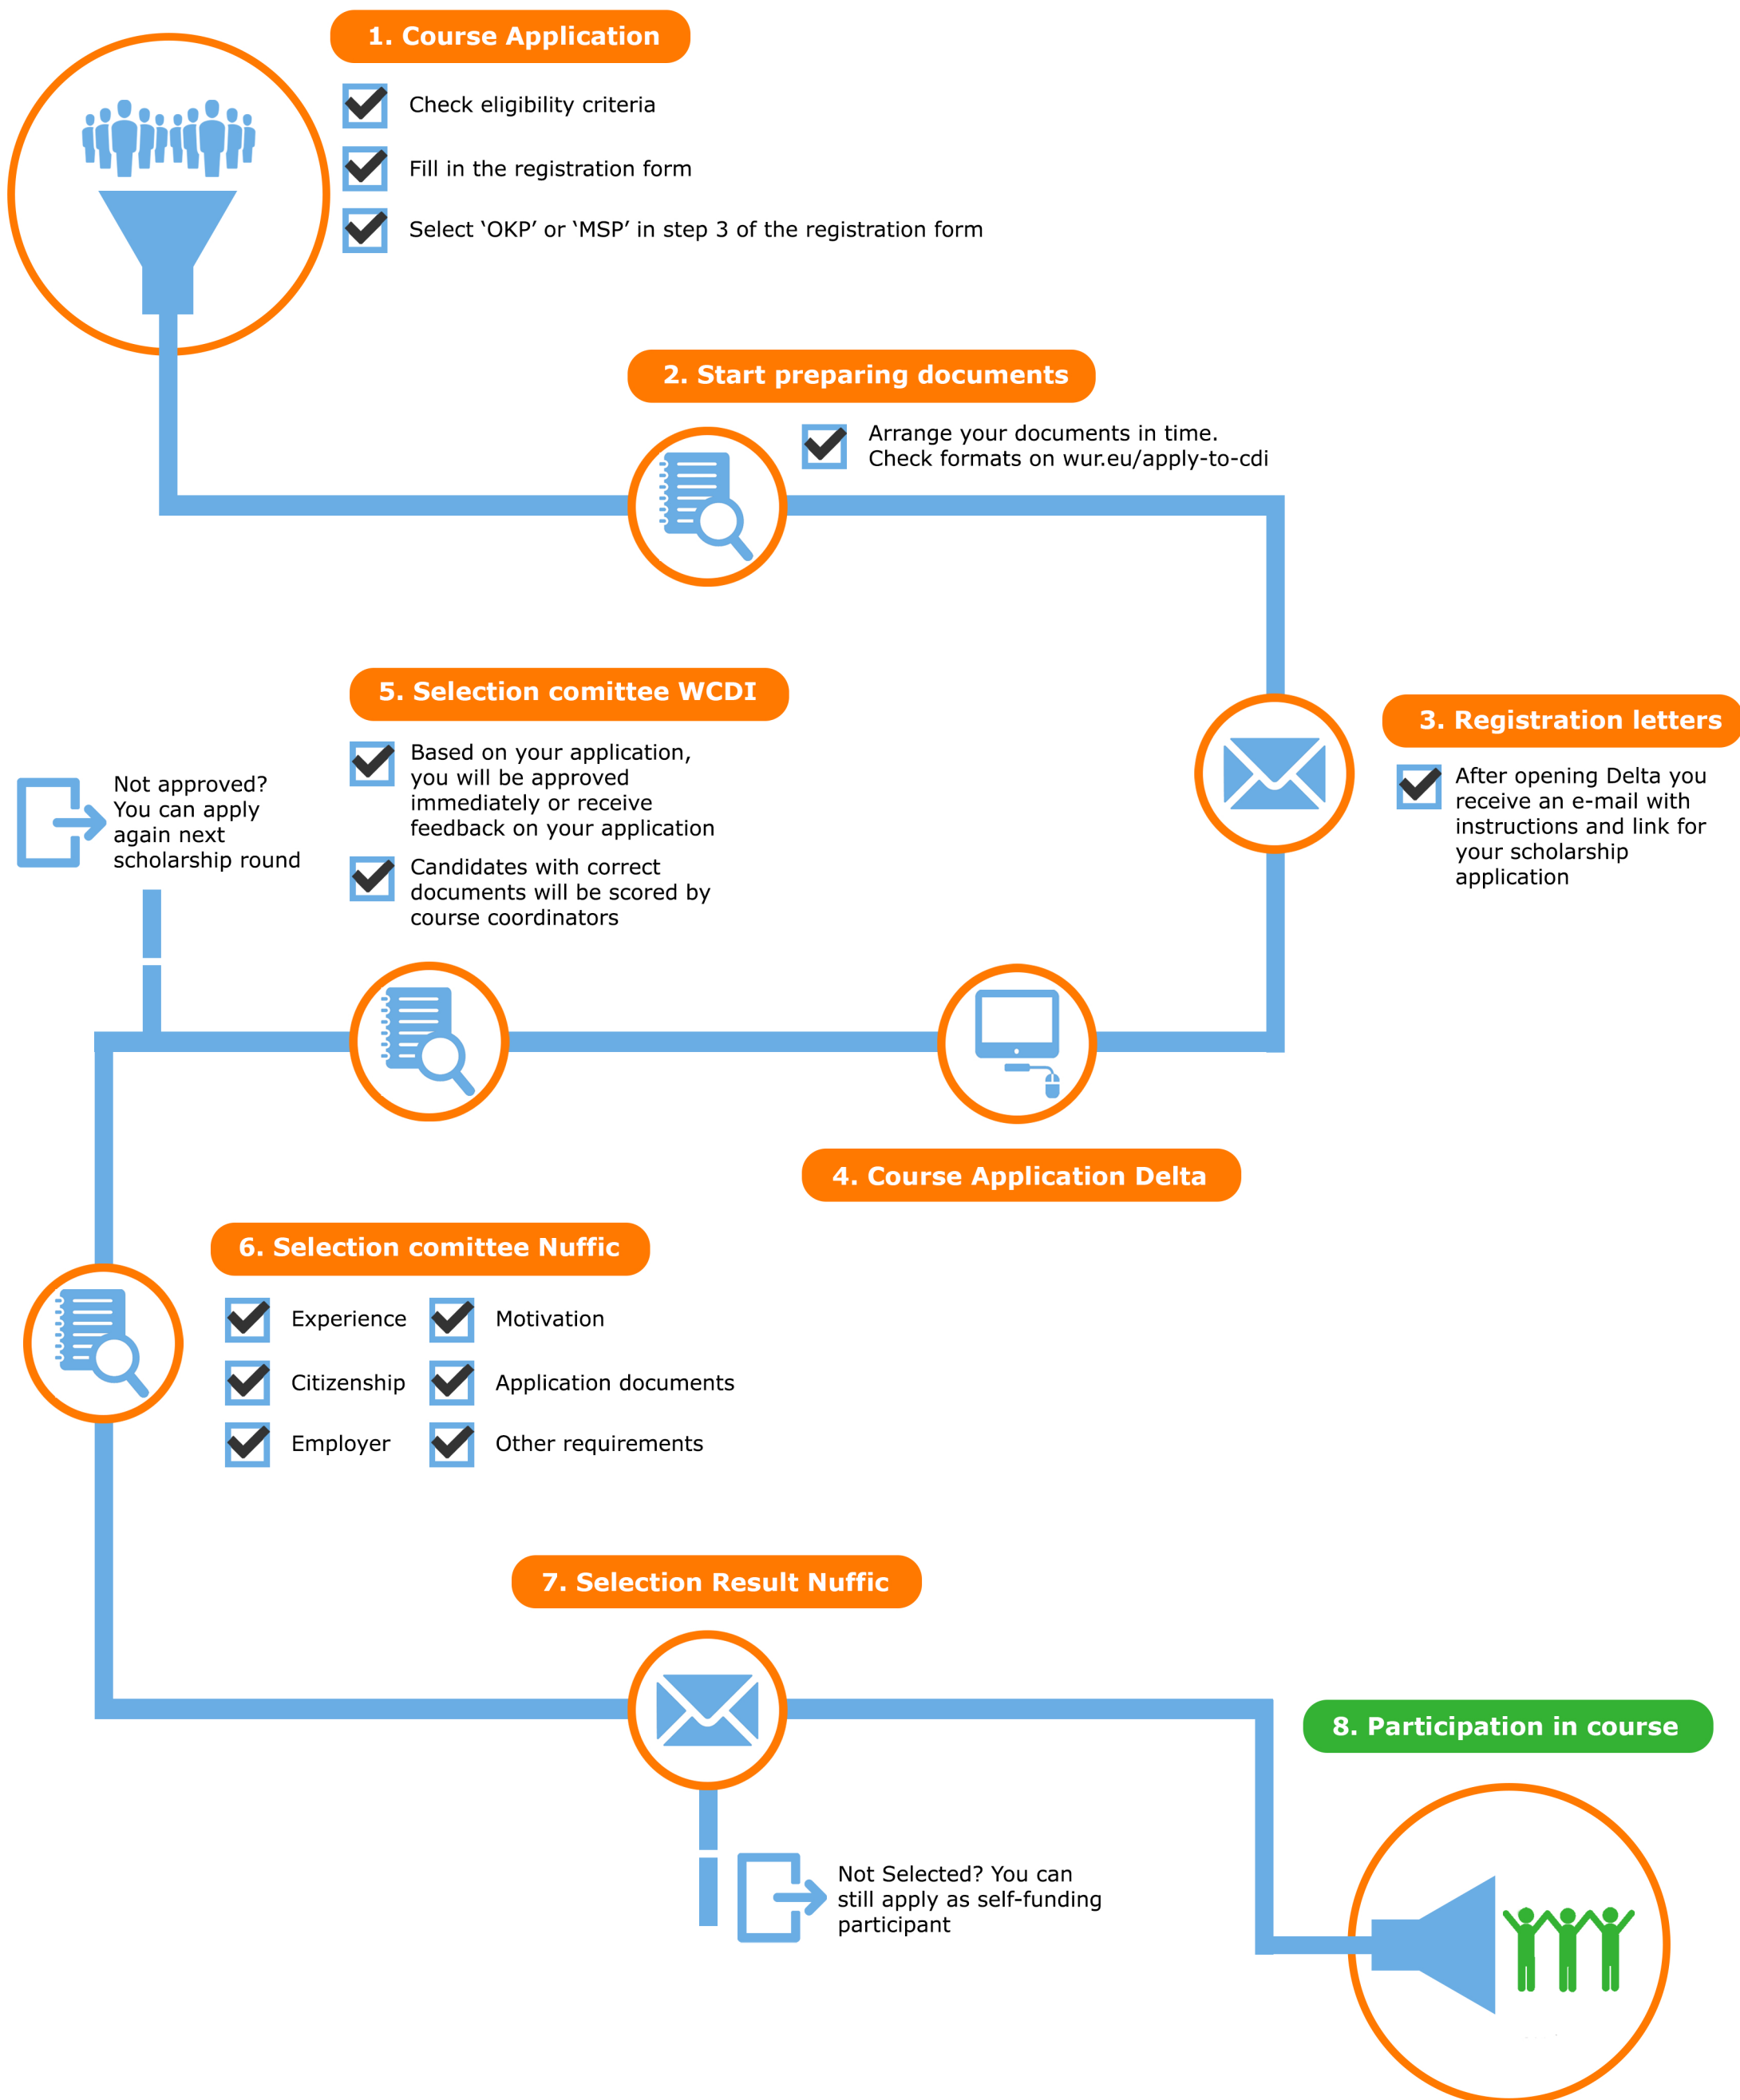 1. Course Application
Check eligibility criteria
Fill in the registration form
Select ‘OKP’ or ‘MSP’ in step 3 of the registration form
2. Start preparing documents
Arrange your documents in time.
Check formats on wur.eu/apply-to-cdi
3. Registration letters
After opening Delta you
receive an e-mail with
instructions and link for
your scholarship
application
4. Course Application Delta
5. Selection comittee WCDI
Based on your application,
you will be approved
immediately or receive
feedback on your application
Candidates with correct
documents will be scored by
course coordinators
Not approved?
You can apply
again next
scholarship round
6. Selection comittee Nuffic
Experience
Motivation
Citizenship
Application documents
Employer
Other requirements
7. Selection Result Nuffic
Not Selected? You can
still apply as self-funding
participant
8. Participation in course